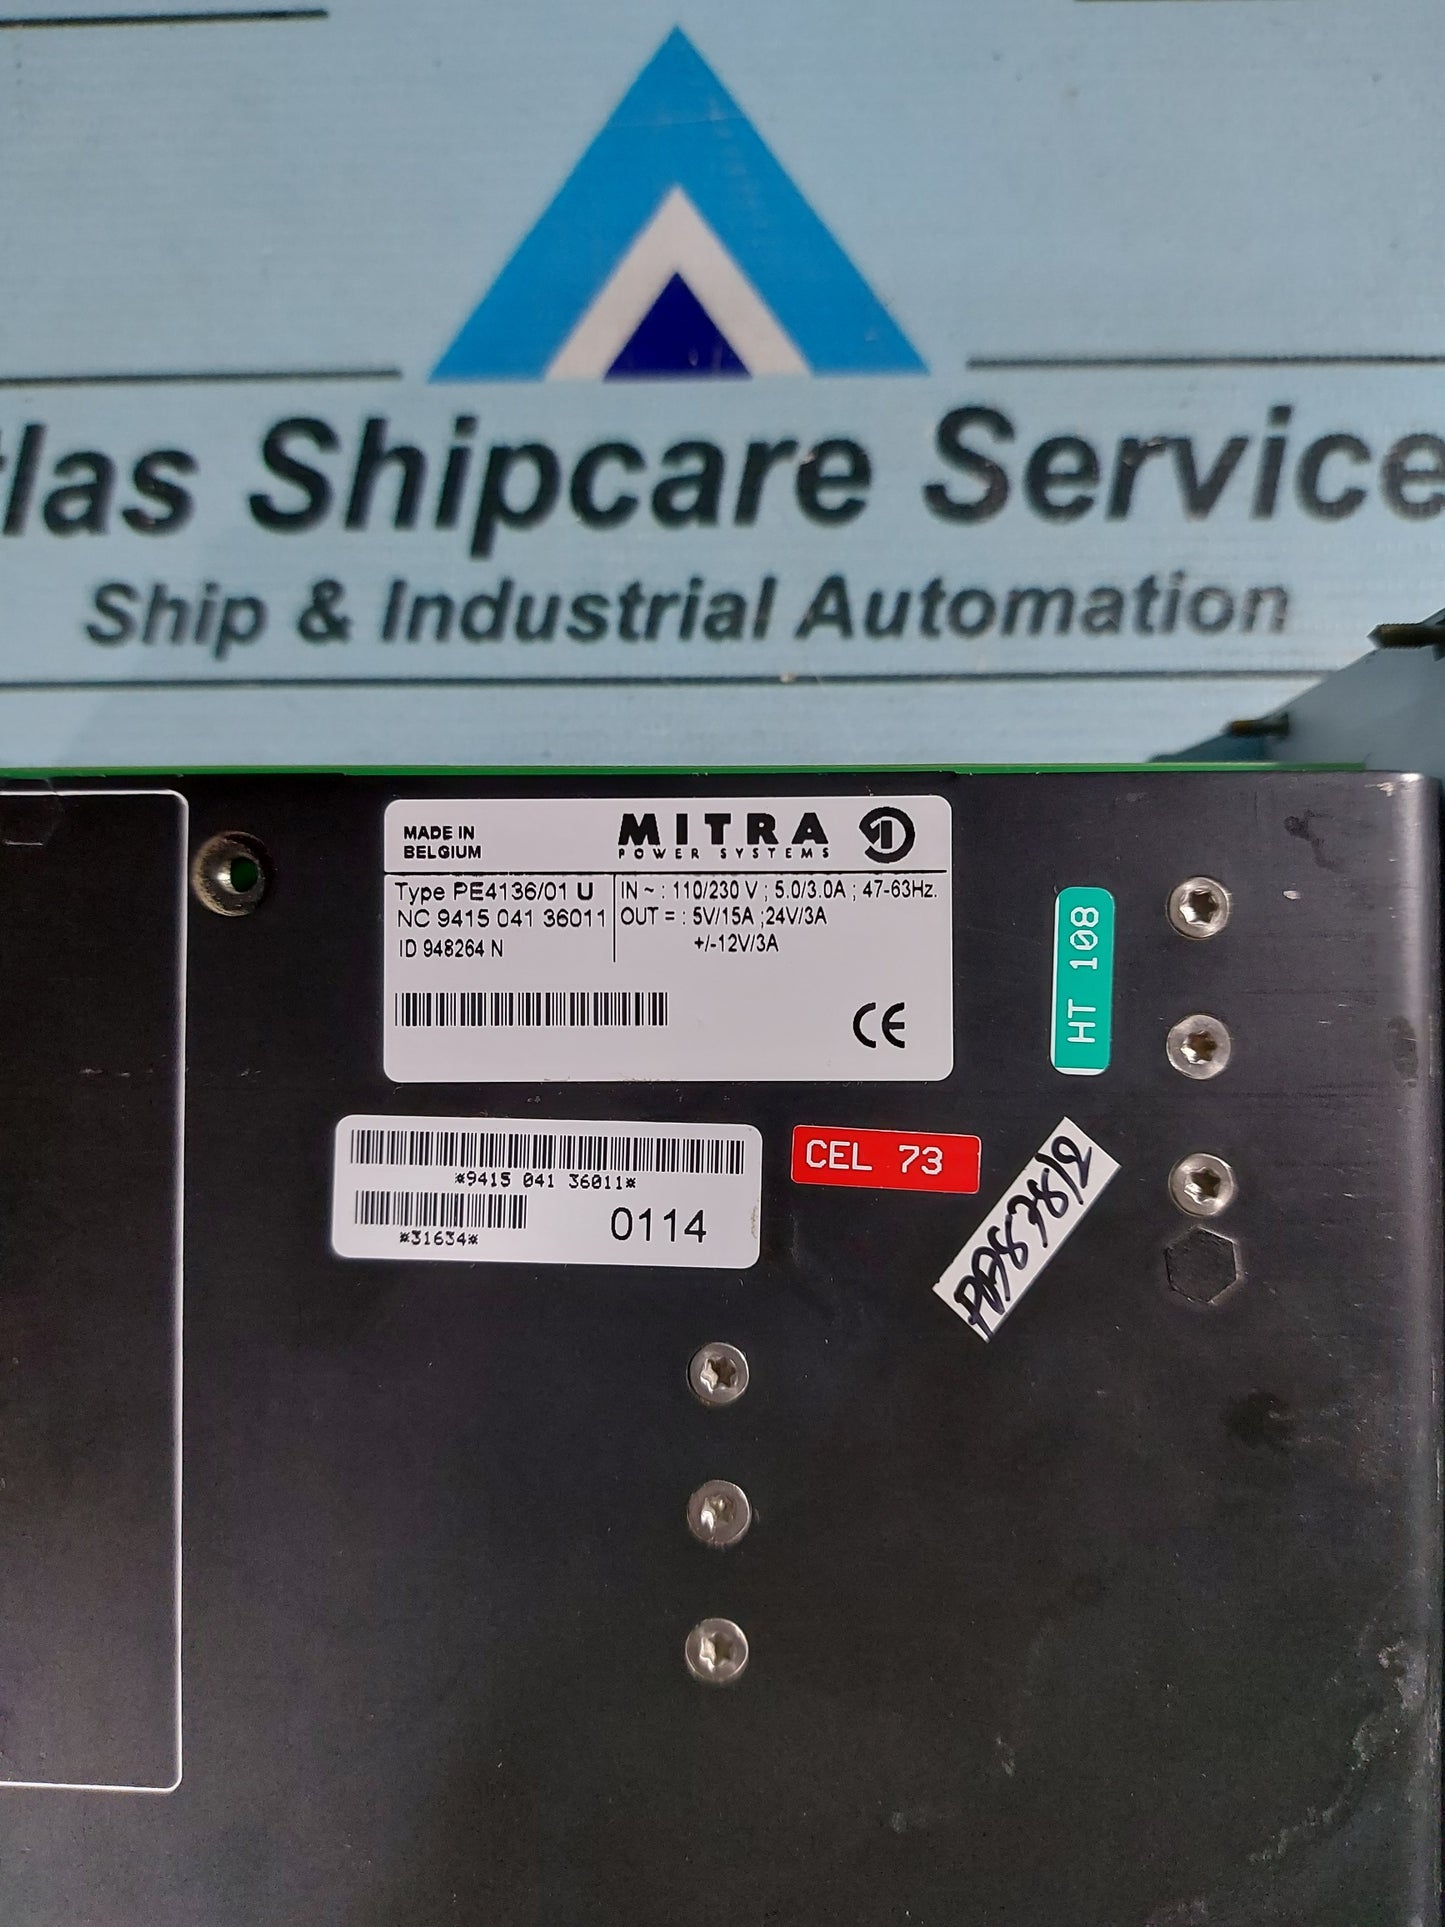 tlas Shipcare Service
Ship & Industrial Automation
MADE IN
BELGIUM
MITRA
POWER SYSTEMS
Type PE4136/01 U
NC 9415 041 36011
ID 948264 N
IN ~ : 110/230 V ; 5.0/3.0A ; 47-63Hz.
OUT = : 5V/15A ;24V/3A
+/-12V/3A
CE
HT 108
*9415 041 36011*
*31634*
0114
CEL 73